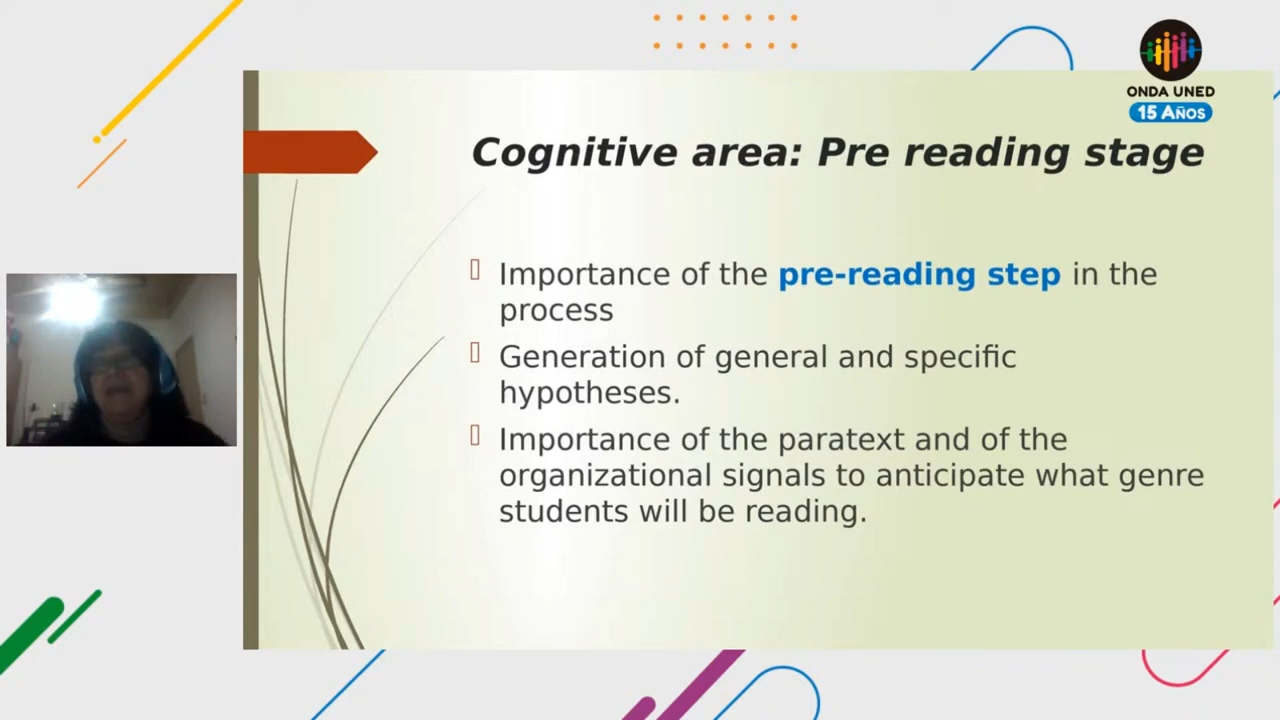 ONDA UNED
15 AÑOS
Cognitive area: Pre reading stage
Importance of the pre-reading step in the
process
Generation of general and specific
hypotheses.
Importance of the paratext and of the
organizational signals to anticipate what genre
students will be reading.